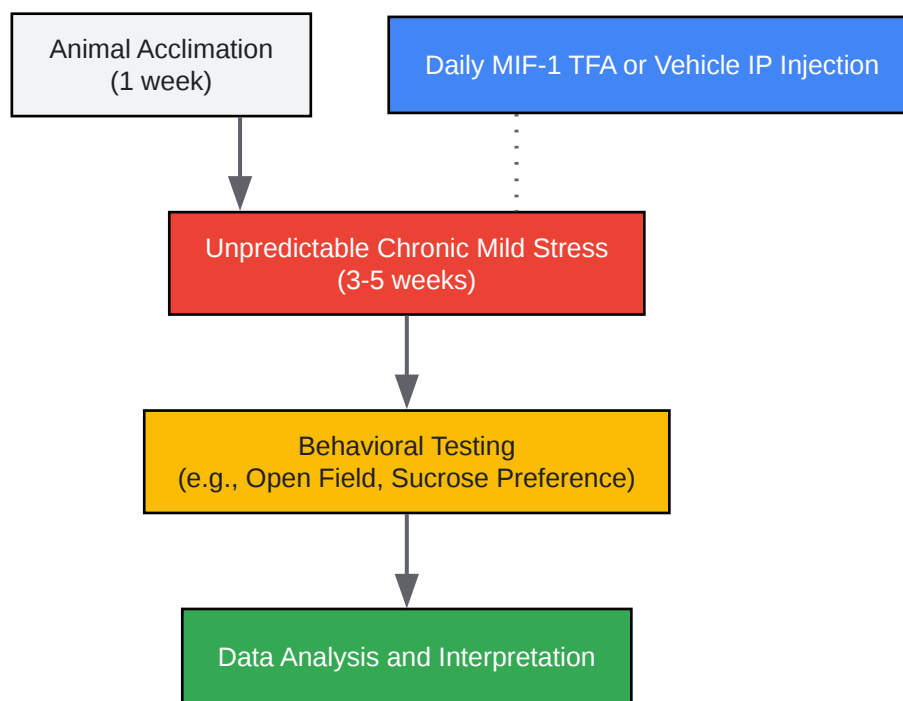 Animal Acclimation
(1 week)
Daily MIF-1 TFA or Vehicle IP Injection
Unpredictable Chronic Mild Stress
(3-5 weeks)
Behavioral Testing
(e.g., Open Field, Sucrose Preference)
Data Analysis and Interpretation